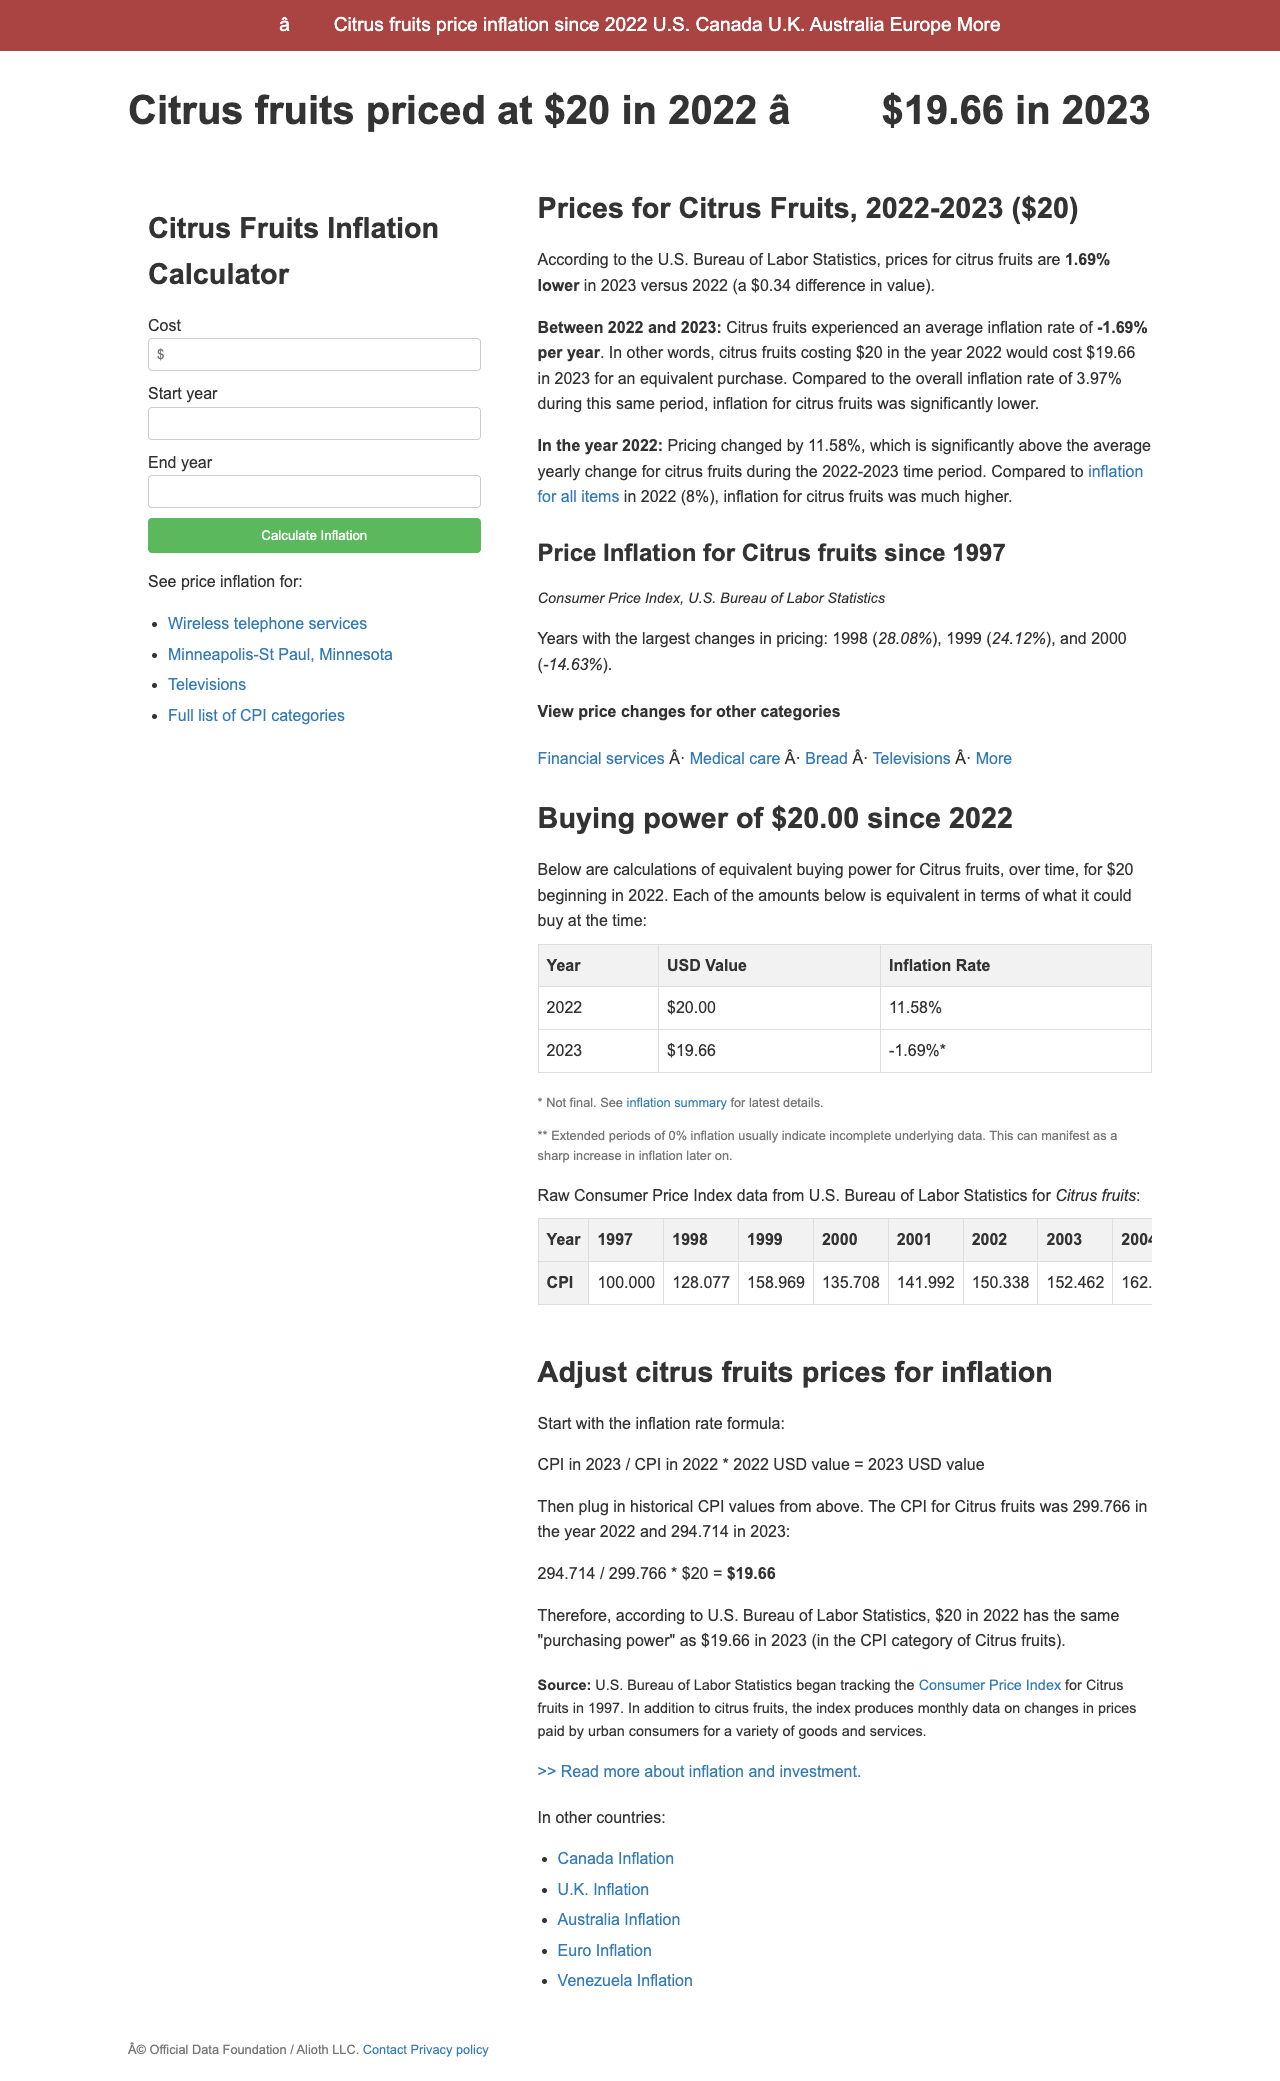 â Citrus fruits price inflation since 2022 U.S. Canada U.K. Australia Europe More
Citrus fruits priced at $20 in 2022 â $19.66 in 2023
Citrus Fruits Inflation
Calculator
Cost
$
Start year
End year
Calculate Inflation
See price inflation for:
• Wireless telephone services
• Minneapolis-St Paul, Minnesota
• Televisions
• Full list of CPI categories
Prices for Citrus Fruits, 2022-2023 ($20)
According to the U.S. Bureau of Labor Statistics, prices for citrus fruits are 1.69%
lower in 2023 versus 2022 (a $0.34 difference in value).
Between 2022 and 2023: Citrus fruits experienced an average inflation rate of -1.69%
per year. In other words, citrus fruits costing $20 in the year 2022 would cost $19.66
in 2023 for an equivalent purchase. Compared to the overall inflation rate of 3.97%
during this same period, inflation for citrus fruits was significantly lower.
In the year 2022: Pricing changed by 11.58%, which is significantly above the average
yearly change for citrus fruits during the 2022-2023 time period. Compared to inflation
for all items in 2022 (8%), inflation for citrus fruits was much higher.
Price Inflation for Citrus fruits since 1997
Consumer Price Index, U.S. Bureau of Labor Statistics
Years with the largest changes in pricing: 1998 (28.08%), 1999 (24.12%), and 2000
(-14.63%).
View price changes for other categories
Financial services Â· Medical care Â· Bread Â· Televisions Â· More
Buying power of $20.00 since 2022
Below are calculations of equivalent buying power for Citrus fruits, over time, for $20
beginning in 2022. Each of the amounts below is equivalent in terms of what it could
buy at the time:
Year USD Value Inflation Rate
2022 $20.00 11.58%
2023 $19.66 -1.69%*
* Not final. See inflation summary for latest details.
** Extended periods of 0% inflation usually indicate incomplete underlying data. This can manifest as a
sharp increase in inflation later on.
Raw Consumer Price Index data from U.S. Bureau of Labor Statistics for Citrus fruits:
Year 1997 1998 1999 2000 2001 2002 2003 2004
CPI 100.000 128.077 158.969 135.708 141.992 150.338 152.462 162.
Adjust citrus fruits prices for inflation
Start with the inflation rate formula:
CPI in 2023 / CPI in 2022 * 2022 USD value = 2023 USD value
Then plug in historical CPI values from above. The CPI for Citrus fruits was 299.766 in
the year 2022 and 294.714 in 2023:
294.714 / 299.766 * $20 = $19.66
Therefore, according to U.S. Bureau of Labor Statistics, $20 in 2022 has the same
"purchasing power" as $19.66 in 2023 (in the CPI category of Citrus fruits).
Source: U.S. Bureau of Labor Statistics began tracking the Consumer Price Index for Citrus
fruits in 1997. In addition to citrus fruits, the index produces monthly data on changes in prices
paid by urban consumers for a variety of goods and services.
>> Read more about inflation and investment.
In other countries:
• Canada Inflation
• U.K. Inflation
• Australia Inflation
• Euro Inflation
• Venezuela Inflation
Â© Official Data Foundation / Alioth LLC. Contact Privacy policy